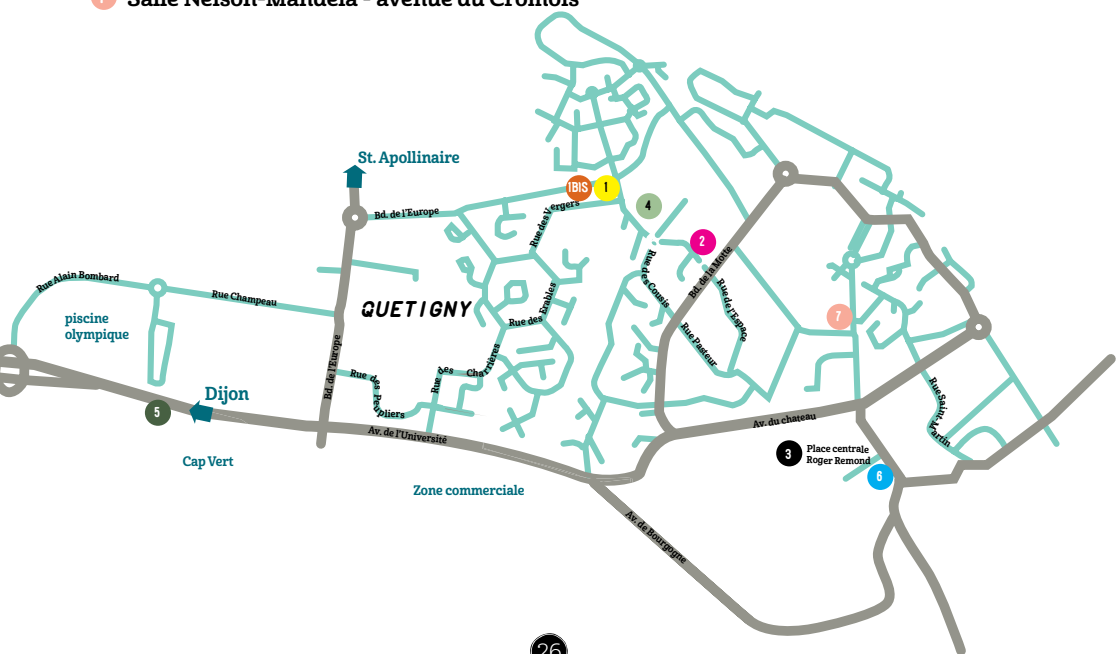 7 Salle Nelson-Mandela - avenue du Cromois
St. Apollinaire
1BIS
1
4
Bd. de l'Europe
Rue des Vergers
2
Rue des Cousis
Bd. de la Motte
Rue Alain Bombard
Rue Champeau
QUETIGNY
Rue des Erables
Rue de l'Espace
7
piscine
olympique
Bd. de l'Europe
Rue Pasteur
Rue des Peupliers
Rue des Charrières
Dijon
5
Rue Saint Martin
Av. de l'Université
Av. du chateau
3
Place centrale
Roger Remond
Cap Vert
6
Zone commerciale
Av. de Bourgogne
26